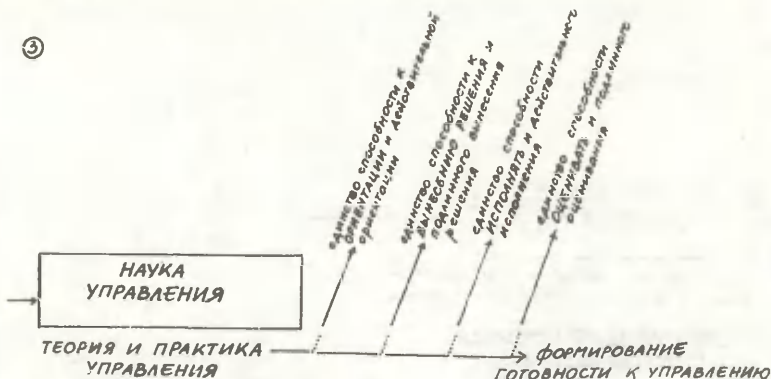 ③
единство способности к
ОРИЕНТАЦИИ и действительной
ориентации
единство способности к
ВЫНЕСЕНИЮ РЕШЕНИЯ и
подлинного вынесения
решения
единство способности
ИСПОЛНЯТЬ и действительного
исполнения
единство способности
ОЦЕНИВАТЬ и подлинного
оценивания
НАУКА
УПРАВЛЕНИЯ
ТЕОРИЯ И ПРАКТИКА
УПРАВЛЕНИЯ
ФОРМИРОВАНИЕ
ГОТОВНОСТИ К УПРАВЛЕНИЮ